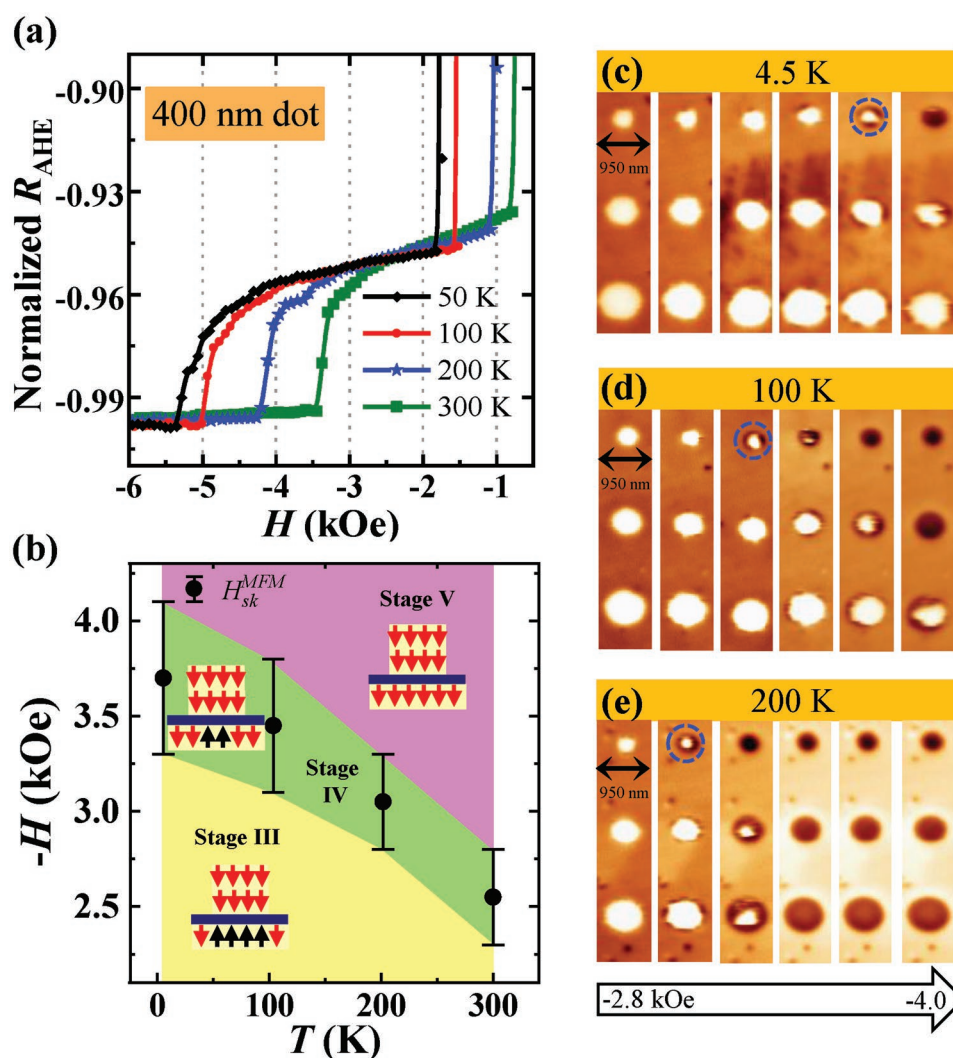 (a)
400 nm dot
Normalized R_AHE
-0.90
-0.93
-0.96
-0.99
50 K
100 K
200 K
300 K
-6 -5 -4 -3 -2 -1
H (kOe)
(b)
H_sk^MFM
Stage V
Stage IV
Stage III
-H (kOe)
4.0
3.5
3.0
2.5
0 100 200 300
T (K)
(c) 4.5 K
950 nm
(d) 100 K
950 nm
(e) 200 K
950 nm
-2.8 kOe -4.0